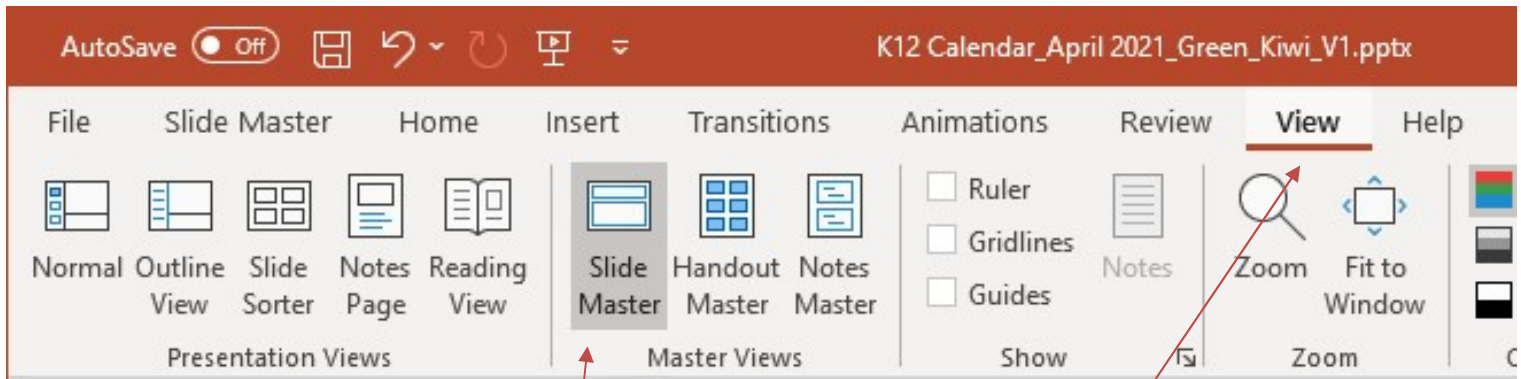 AutoSave Off K12 Calendar_April 2021_Green_Kiwi_V1.pptx
File Slide Master Home Insert Transitions Animations Review View Help
Normal Outline View Slide Sorter Notes Page Reading View Slide Master Handout Master Notes Master
Ruler
Gridlines
Guides
Notes Zoom Fit to Window
Presentation Views Master Views Show Zoom